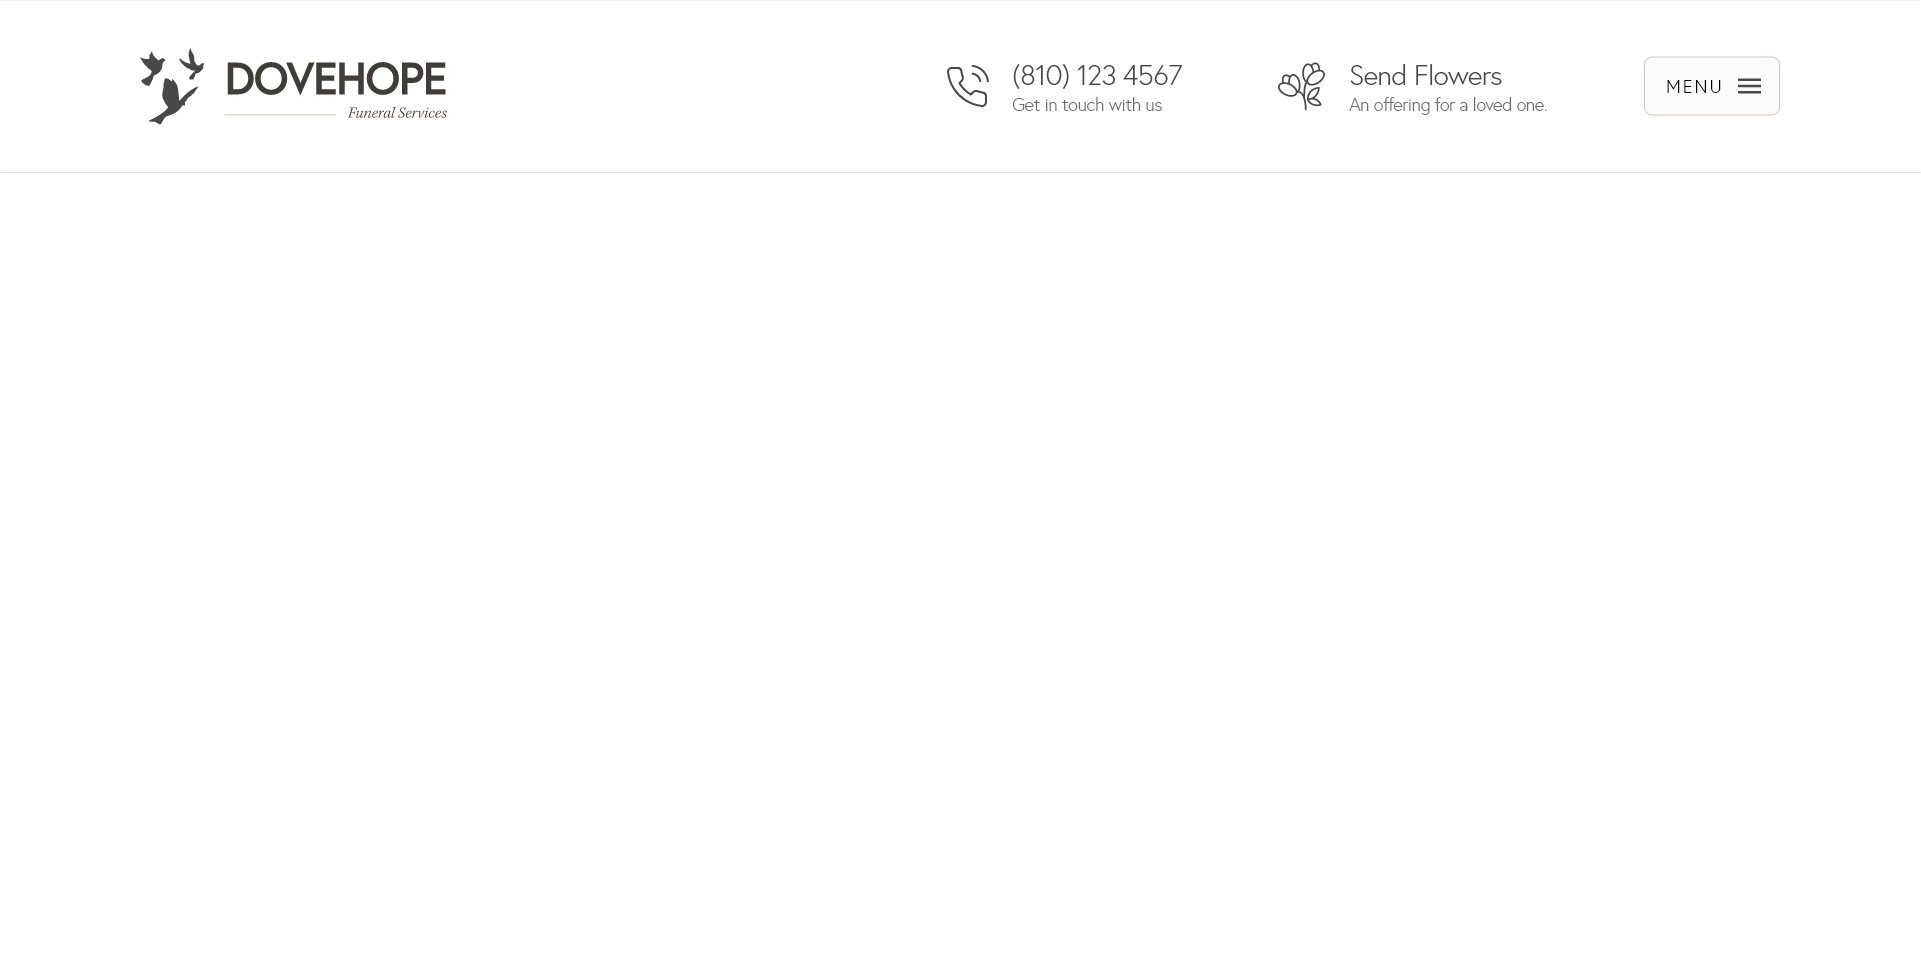 DOVEHOPE
Funeral Services
(810) 123 4567
Get in touch with us
Send Flowers
An offering for a loved one.
MENU